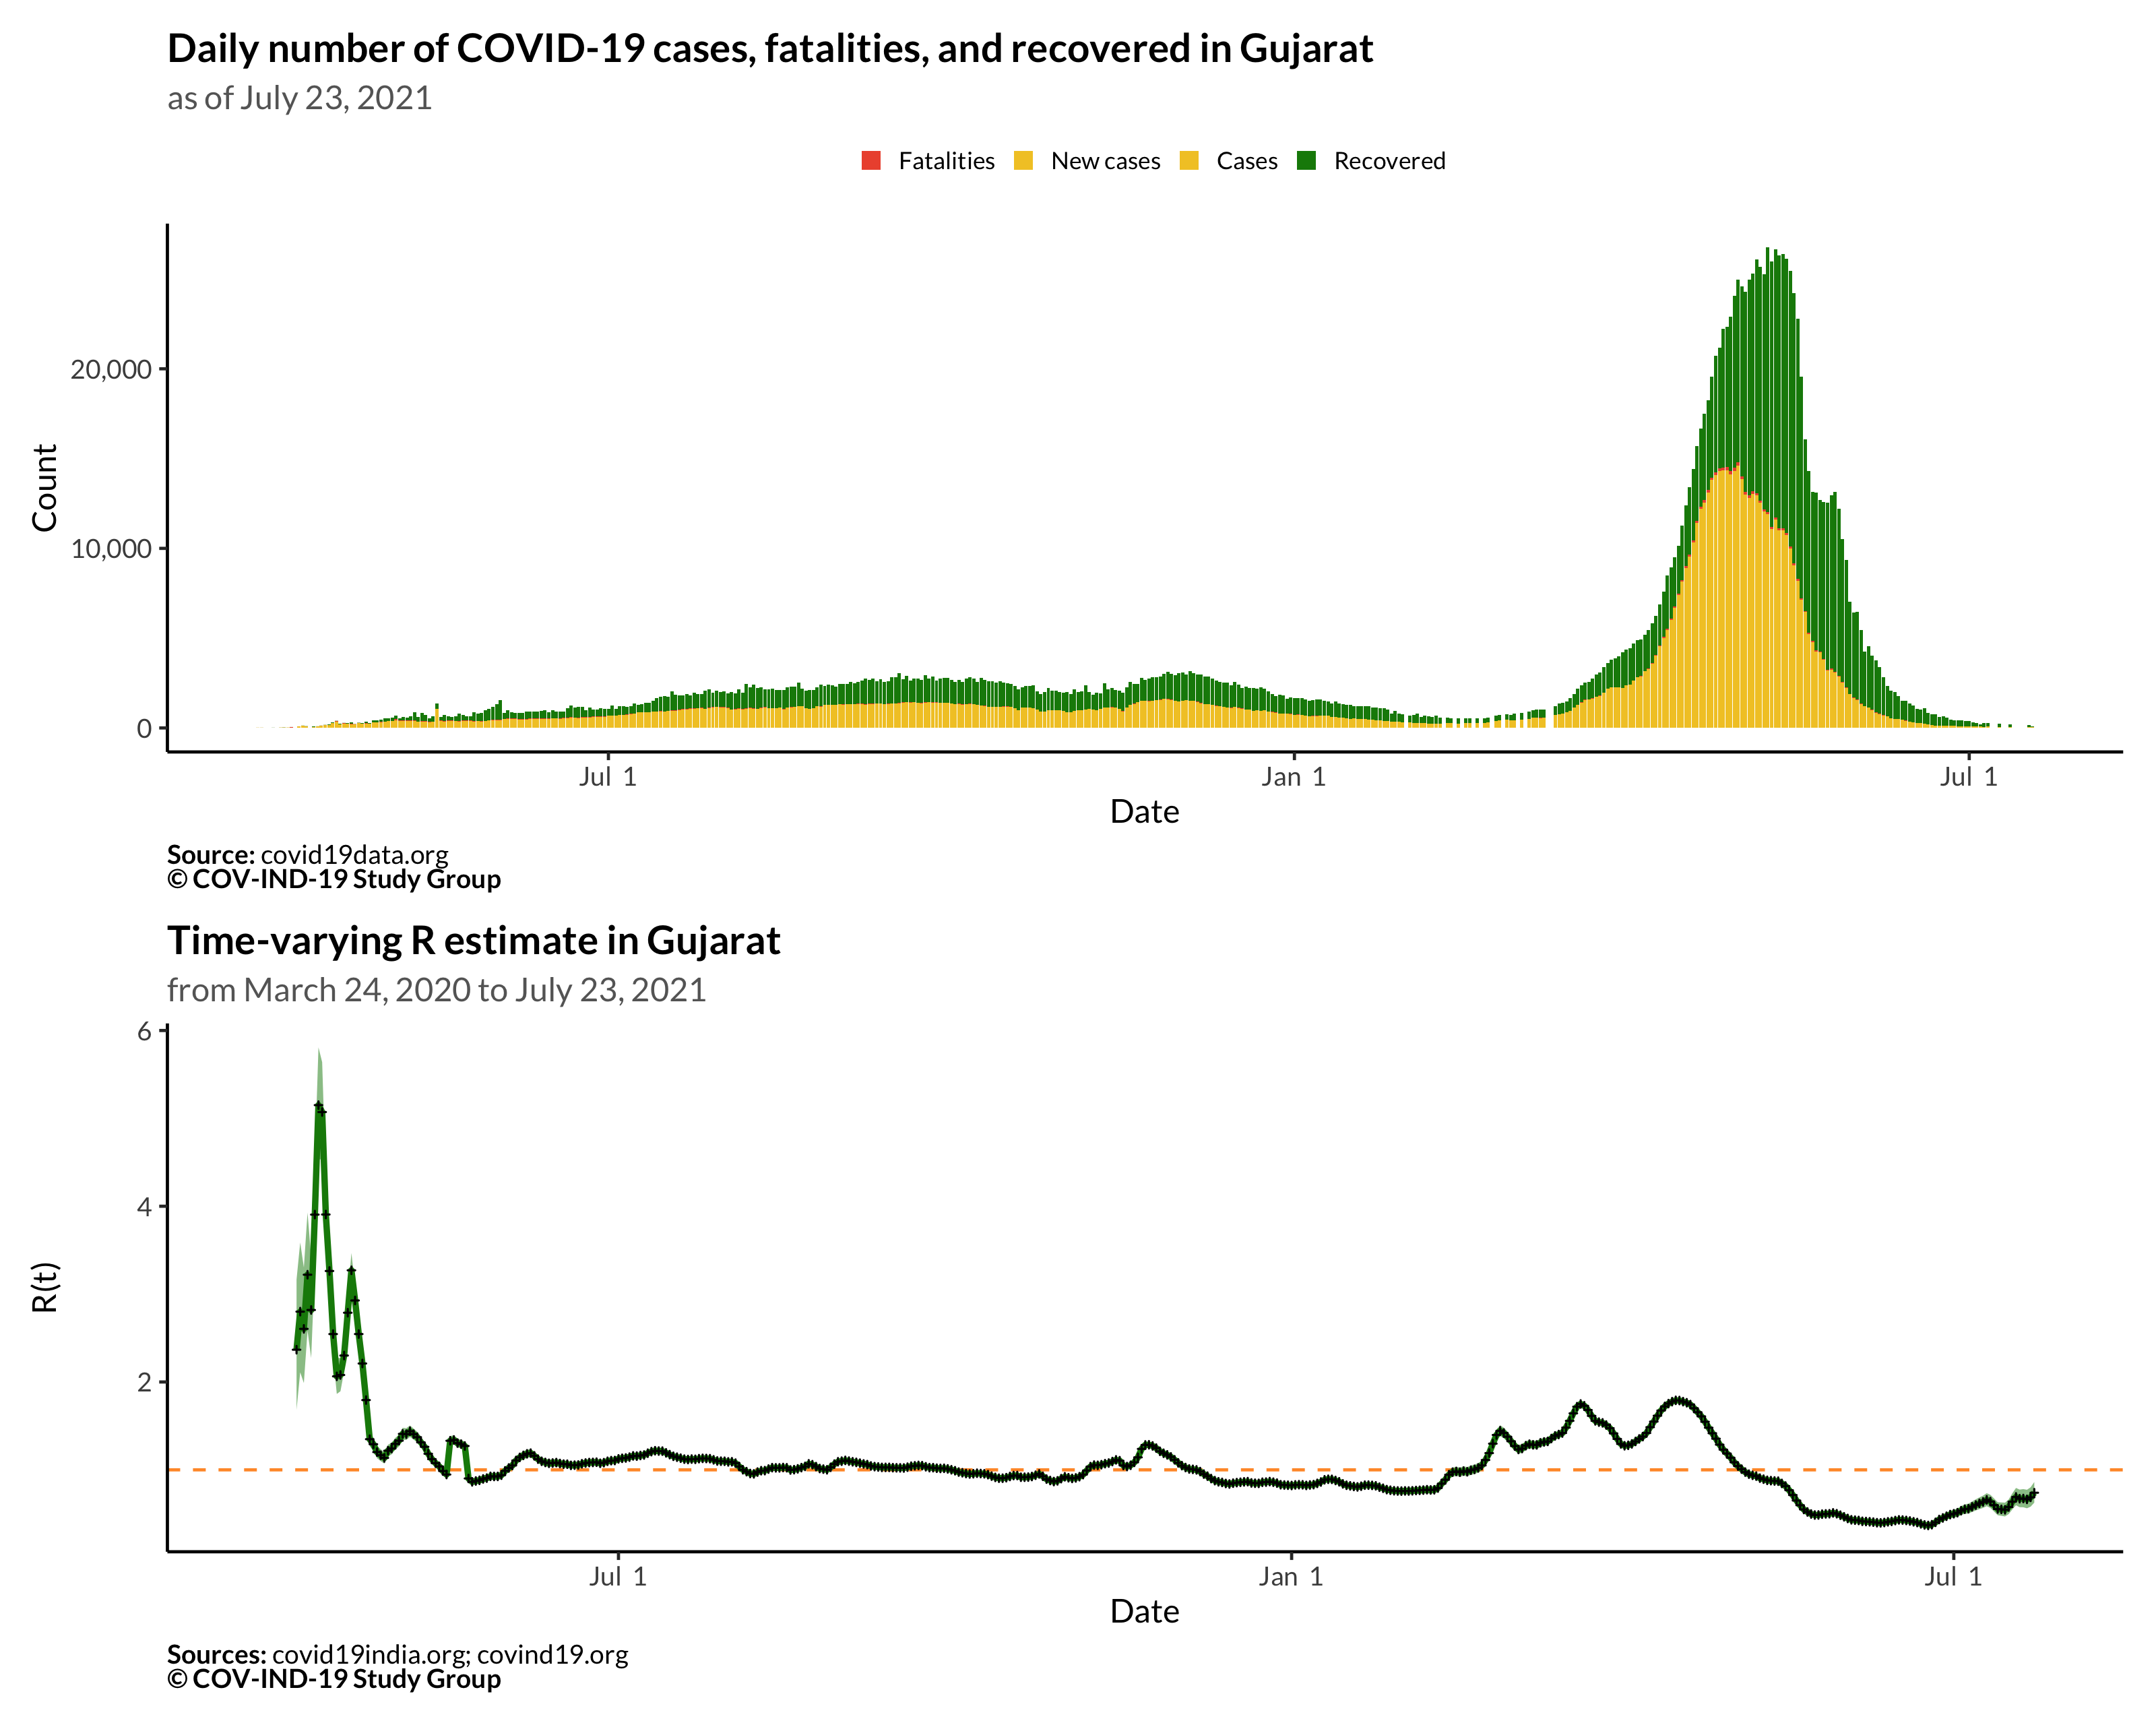 Daily number of COVID-19 cases, fatalities, and recovered in Gujarat
as of July 23, 2021
Fatalities New cases Cases Recovered
Count
20,000
10,000
0
Jul 1 Jan 1 Jul 1
Date
Source: covid19data.org
© COV-IND-19 Study Group
Time-varying R estimate in Gujarat
from March 24, 2020 to July 23, 2021
R(t)
6
4
2
Jul 1 Jan 1 Jul 1
Date
Sources: covid19india.org; covind19.org
© COV-IND-19 Study Group